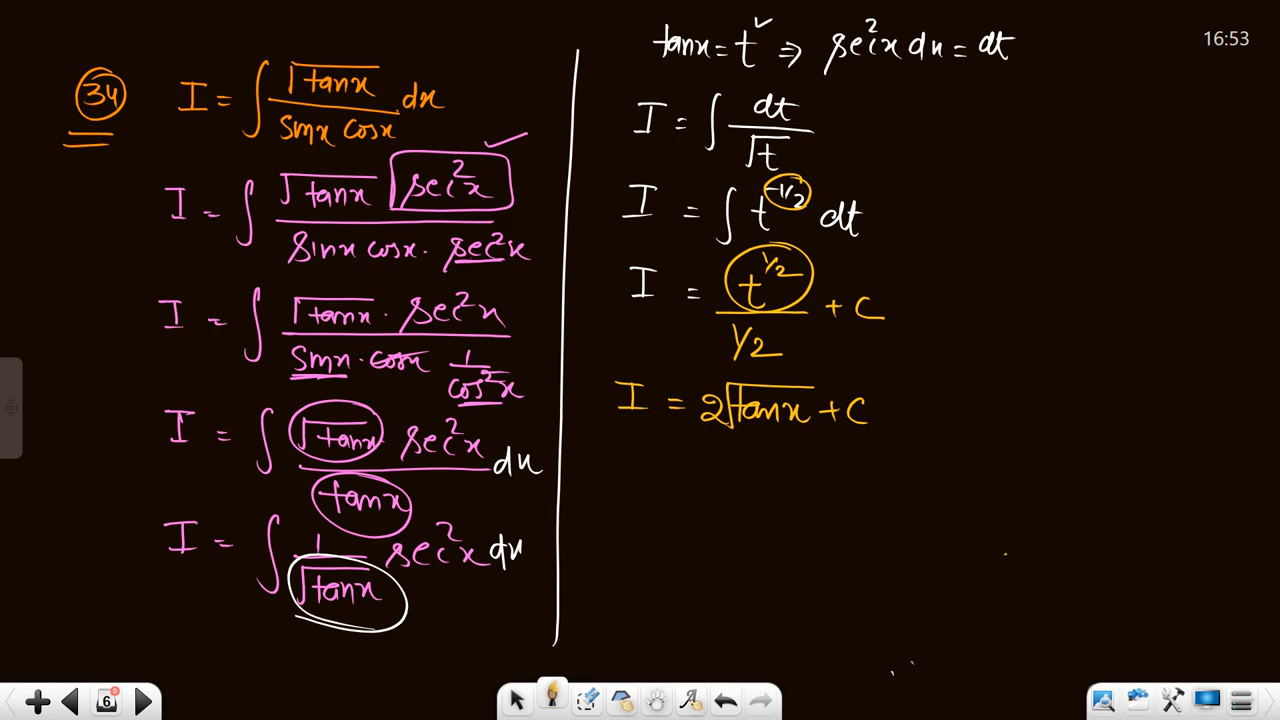 34 I = ∫ √tanx / sinx cosx dx
I = ∫ √tanx sec²x / sinx cosx . sec²x
I = ∫ √tanx . sec²x / sinx . cosx 1/cos²x
I = ∫ √tanx sec²x / tanx dx
I = ∫ 1/√tanx sec²x dx
tanx = t ⇒ sec²x dx = dt
I = ∫ dt / √t
I = ∫ t^-1/2 dt
I = t^1/2 / 1/2 + C
I = 2√tanx + C
16:53
6 0